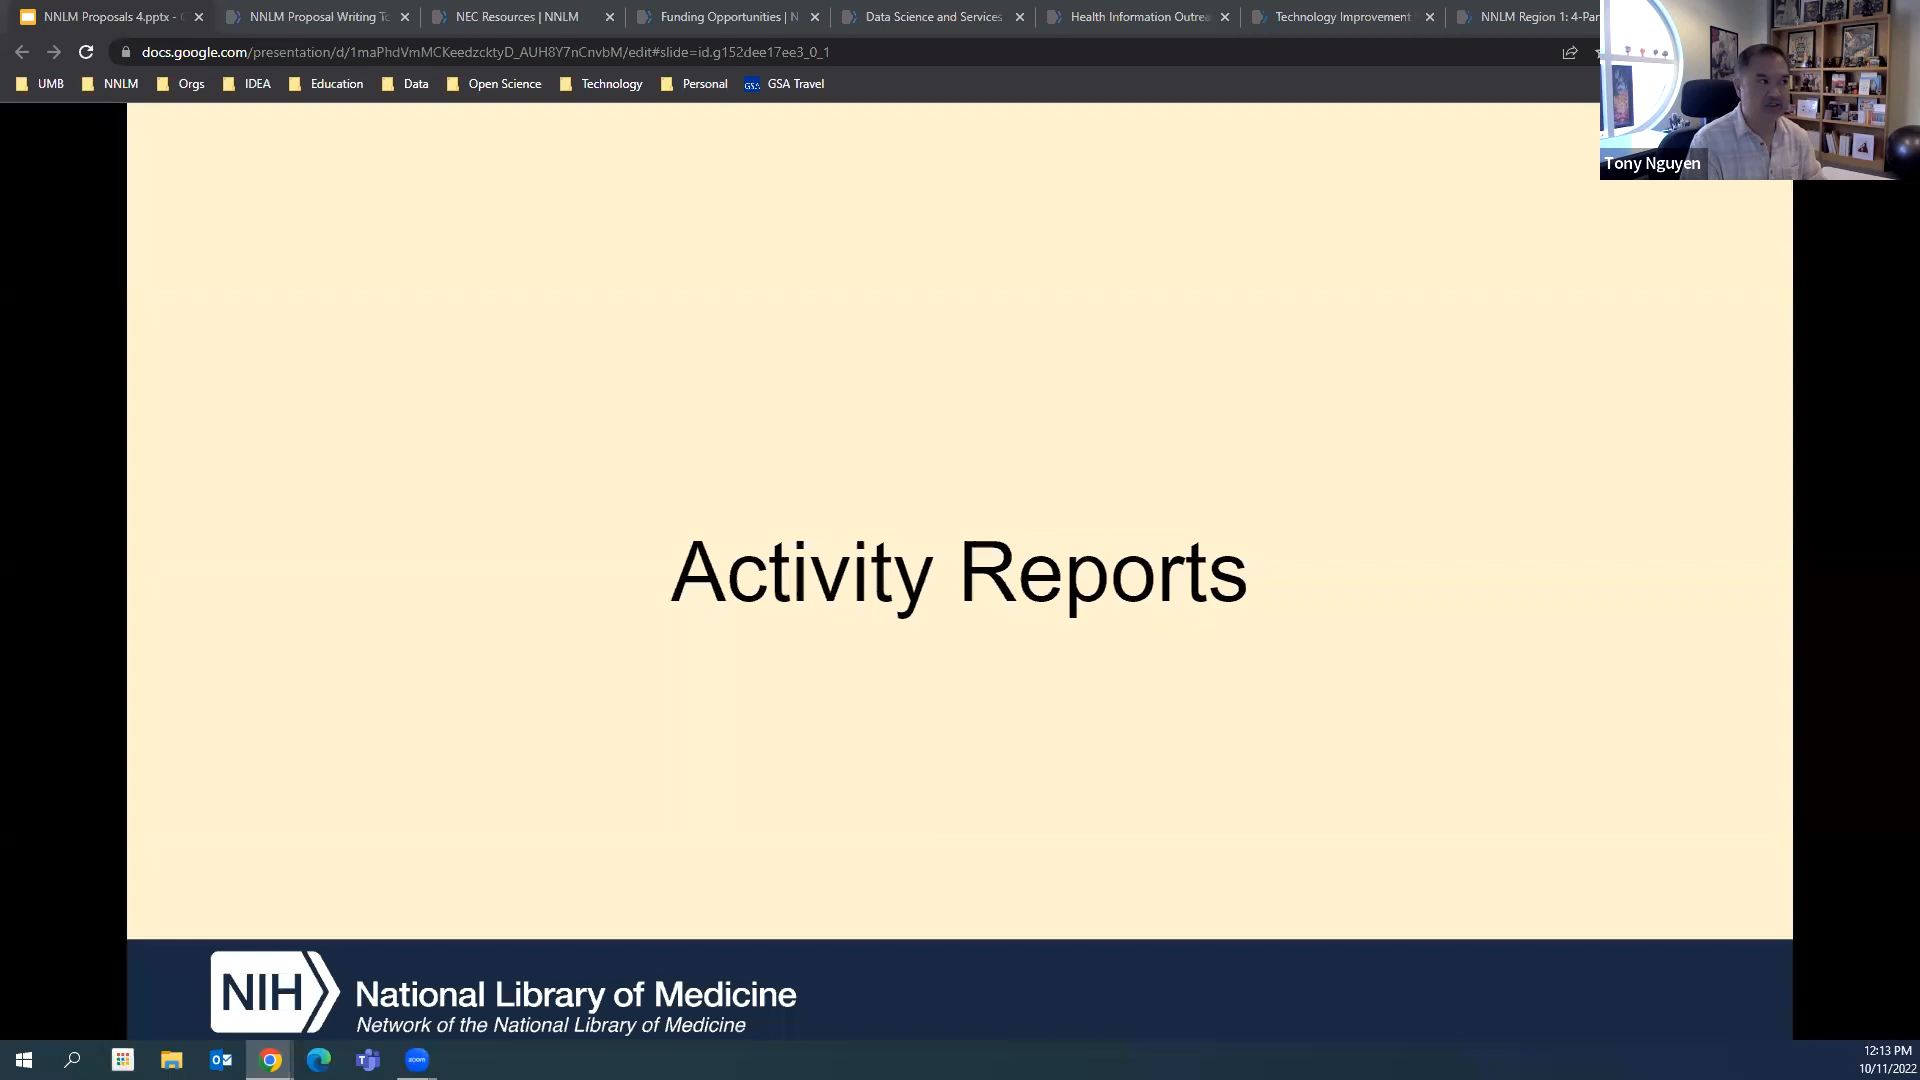 NNLM Proposals 4.pptx -
NNLM Proposal Writing To
NEC Resources | NNLM
Funding Opportunities | N
Data Science and Services
Health Information Outrea
Technology Improvement
NNLM Region 1: 4-Par
docs.google.com/presentation/d/1maPhdVmMCKeedzcktyD_AUH8Y7nCnvbM/edit#slide=id.g152dee17ee3_0_1
UMB
NNLM
Orgs
IDEA
Education
Data
Open Science
Technology
Personal
GSA
GSA Travel
Tony Nguyen
Activity Reports
NIH
National Library of Medicine
Network of the National Library of Medicine
zoom
12:13 PM
10/11/2022